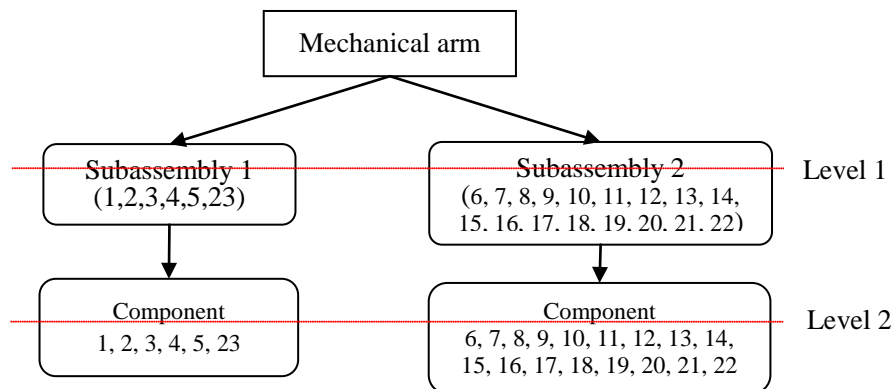 Mechanical arm
Subassembly 1
(1,2,3,4,5,23)
Subassembly 2
(6, 7, 8, 9, 10, 11, 12, 13, 14,
15, 16, 17, 18, 19, 20, 21, 22)
Level 1
Component
1, 2, 3, 4, 5, 23
Component
6, 7, 8, 9, 10, 11, 12, 13, 14,
15, 16, 17, 18, 19, 20, 21, 22
Level 2